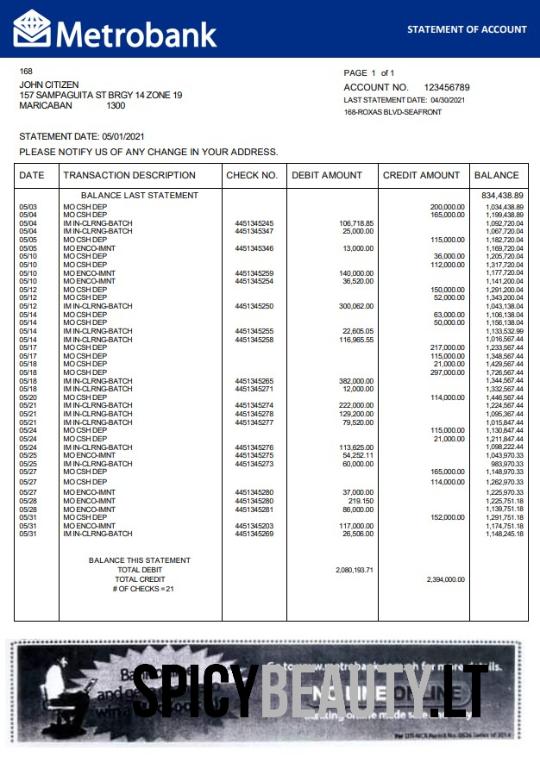 Metrobank
STATEMENT OF ACCOUNT
168
JOHN CITIZEN
157 SAMPAGUITA ST BRGY 14 ZONE 19
MARICABAN 1300
PAGE 1 of 1
ACCOUNT NO. 123456789
LAST STATEMENT DATE: 04/30/2021
168-ROXAS BLVD-SEAFRONT
STATEMENT DATE: 05/01/2021
PLEASE NOTIFY US OF ANY CHANGE IN YOUR ADDRESS.
DATE TRANSACTION DESCRIPTION CHECK NO. DEBIT AMOUNT CREDIT AMOUNT BALANCE
BALANCE LAST STATEMENT 834,438.89
05/03 MO CSH DEP 200,000.00 1,034,438.89
05/04 MO CSH DEP 165,000.00 1,199,438.89
05/04 IM IN-CLRNG-BATCH 4451345245 106,718.85 1,092,720.04
05/04 IM IN-CLRNG-BATCH 4451345347 25,000.00 1,067,720.04
05/05 MO CSH DEP 115,000.00 1,182,720.04
05/05 MO ENCO-IMNT 4451345346 13,000.00 1,169,720.04
05/10 MO CSH DEP 36,000.00 1,205,720.04
05/10 MO CSH DEP 112,000.00 1,317,720.04
05/10 MO ENCO-IMNT 4451345259 140,000.00 1,177,720.04
05/10 MO ENCO-IMNT 4451345254 36,520.00 1,141,200.04
05/12 MO CSH DEP 150,000.00 1,291,200.04
05/12 MO CSH DEP 52,000.00 1,343,200.04
05/12 IM IN-CLRNG-BATCH 4451345250 300,062.00 1,043,138.04
05/14 MO CSH DEP 63,000.00 1,106,138.04
05/14 MO CSH DEP 50,000.00 1,156,138.04
05/14 IM IN-CLRNG-BATCH 4451345255 22,605.05 1,133,532.99
05/14 IM IN-CLRNG-BATCH 4451345258 116,965.55 1,016,567.44
05/17 MO CSH DEP 217,000.00 1,233,567.44
05/17 MO CSH DEP 115,000.00 1,348,567.44
05/18 MO CSH DEP 21,000.00 1,429,567.44
05/18 MO CSH DEP 297,000.00 1,726,567.44
05/18 IM IN-CLRNG-BATCH 4451345265 382,000.00 1,344,567.44
05/18 IM IN-CLRNG-BATCH 4451345271 12,000.00 1,332,567.44
05/20 MO CSH DEP 114,000.00 1,446,567.44
05/21 IM IN-CLRNG-BATCH 4451345274 222,000.00 1,224,567.44
05/21 IM IN-CLRNG-BATCH 4451345278 129,200.00 1,095,367.44
05/21 IM IN-CLRNG-BATCH 4451345277 79,520.00 1,015,847.44
05/24 MO CSH DEP 115,000.00 1,130,847.44
05/24 MO CSH DEP 21,000.00 1,211,847.44
05/24 IM IN-CLRNG-BATCH 4451345276 113,625.00 1,098,222.44
05/25 MO ENCO-IMNT 4451345275 54,252.11 1,043,970.33
05/25 IM IN-CLRNG-BATCH 4451345273 60,000.00 983,970.33
05/27 MO CSH DEP 165,000.00 1,148,970.33
05/27 MO CSH DEP 114,000.00 1,262,970.33
05/27 MO ENCO-IMNT 4451345280 37,000.00 1,225,970.33
05/28 MO ENCO-IMNT 4451345280 219.150 1,225,751.18
05/28 MO ENCO-IMNT 4451345281 86,000.00 1,139,751.18
05/31 MO CSH DEP 152,000.00 1,291,751.18
05/31 MO ENCO-IMNT 4451345203 117,000.00 1,174,751.18
05/31 IM IN-CLRNG-BATCH 4451345269 26,506.00 1,148,245.18
BALANCE THIS STATEMENT
TOTAL DEBIT 2,080,193.71
TOTAL CREDIT 2,394,000.00
# OF CHECKS =21
for more details.
SPICYBEAUTY.LT